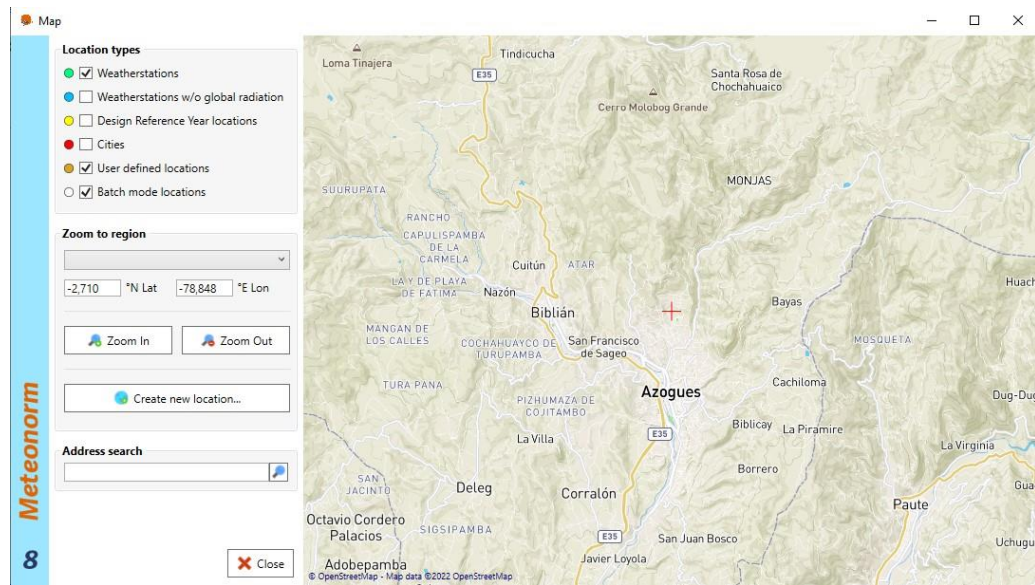 Map
Location types
Weatherstations
Weatherstations w/o global radiation
Design Reference Year locations
Cities
User defined locations
Batch mode locations
Zoom to region
-2,710 °N Lat -78,848 °E Lon
Zoom In Zoom Out
Create new location...
Address search
Close
Meteonorm
8
Loma Tinajera
Tindicucha
E35
Santa Rosa de
Chochahuaico
Cerro Molobog Grande
MONJAS
SUURUPATA
RANCHO
CAPULISPAMBA
DE LA
CARMELA
Cuitún
ATAR
LA Y DE PLAYA
DE FATIMA
Nazón
Huach
Bayas
Biblián
MANGAN DE
LOS CALLES
COCHAHUAYCO DE
TURUPAMBA
San Francisco
de Sageo
MOSQUETA
TURA PANA
Azogues
Cachiloma
PIZHUMAZA DE
COJITAMBO
Dug-Dug
Biblicay
La Piramire
E35
La Villa
La Virginia
Borrero
SAN
JACINTO
Deleg
Corralón
Gua
Paute
Octavio Cordero
Palacios
SIGSIPAMBA
E35
San Juan Bosco
Uchugu
Javier Loyola
Adobepamba
© OpenStreetMap - Map data ©2022 OpenStreetMap